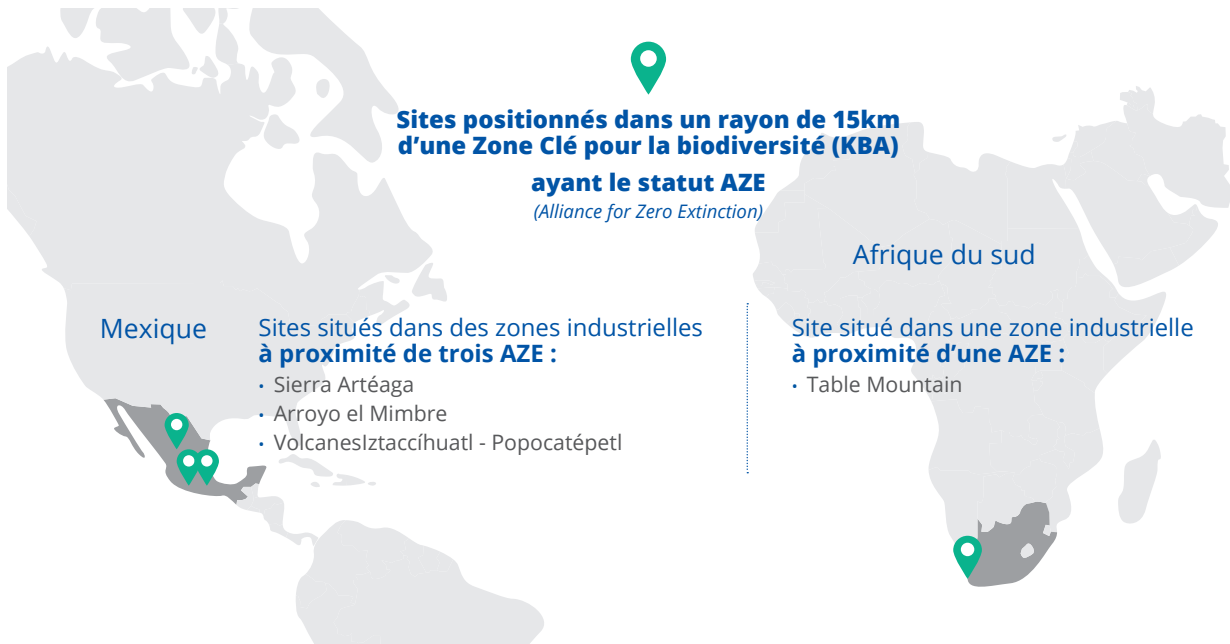 Sites positionnés dans un rayon de 15km
d’une Zone Clé pour la biodiversité (KBA)
ayant le statut AZE
(Alliance for Zero Extinction)
Mexique
Sites situés dans des zones industrielles
à proximité de trois AZE :
• Sierra Artéaga
• Arroyo el Mimbre
• VolcanesIztaccíhuatl - Popocatépetl
Afrique du sud
Site situé dans une zone industrielle
à proximité d’une AZE :
• Table Mountain